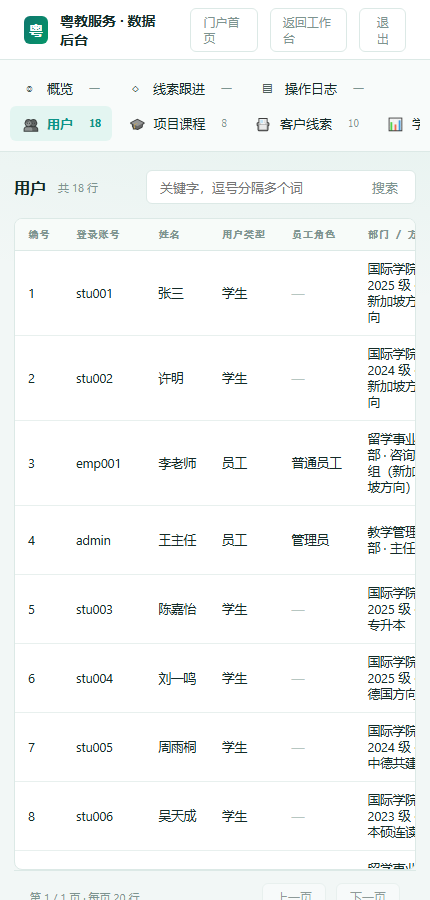 粤
粤教服务 · 数据
后台
门户首
页
返回工作
台
退
出
概览 —
线索跟进 —
操作日志 —
用户 18
项目课程 8
客户线索 10
学
用户 共 18 行
关键字，逗号分隔多个词 搜索
编号 登录账号 姓名 用户类型 员工角色 部门 / 方
国际学院
2025 级 ·
新加坡方
向
1 stu001 张三 学生 —
国际学院
2024 级 ·
新加坡方
向
2 stu002 许明 学生 —
留学事业
部 · 咨询
组（新加
坡方向）
3 emp001 李老师 员工 普通员工
教学管理
部 · 主任
4 admin 王主任 员工 管理员
国际学院
2025 级 ·
专升本
5 stu003 陈嘉怡 学生 —
国际学院
2025 级 ·
德国方向
6 stu004 刘一鸣 学生 —
国际学院
2024 级 ·
中德共建
7 stu005 周雨桐 学生 —
国际学院
2023 级 ·
本硕连读
8 stu006 吴天成 学生 —
留学事业
第 1 / 1 页 · 每页 20 行
上一页
下一页